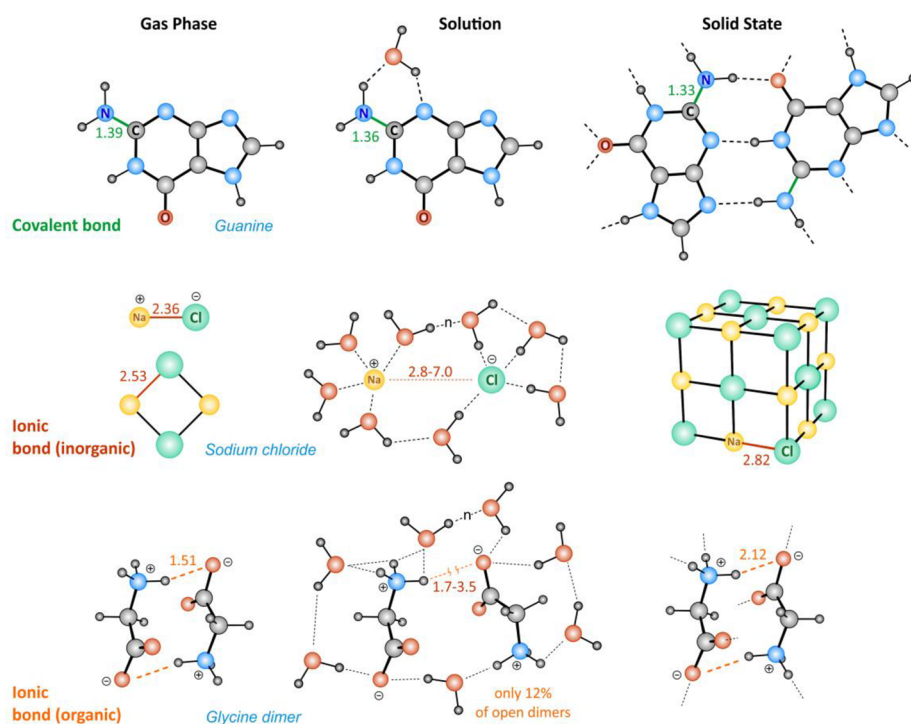 Gas Phase
Solution
Solid State
N
1.39
C
O
Covalent bond
Guanine
N
1.36
C
O
N
1.33
C
O
O
⊕
⊖
Na
2.36
Cl
2.53
Ionic
bond (inorganic)
Sodium chloride
n
⊕
⊖
Na
2.8-7.0
Cl
Na
Cl
2.82
1.51
⊕
⊖
⊖
⊕
Ionic
bond (organic)
Glycine dimer
n
⊖
⊕
1.7-3.5
⊖
⊕
only 12%
of open dimers
2.12
⊕
⊖
⊖
⊕